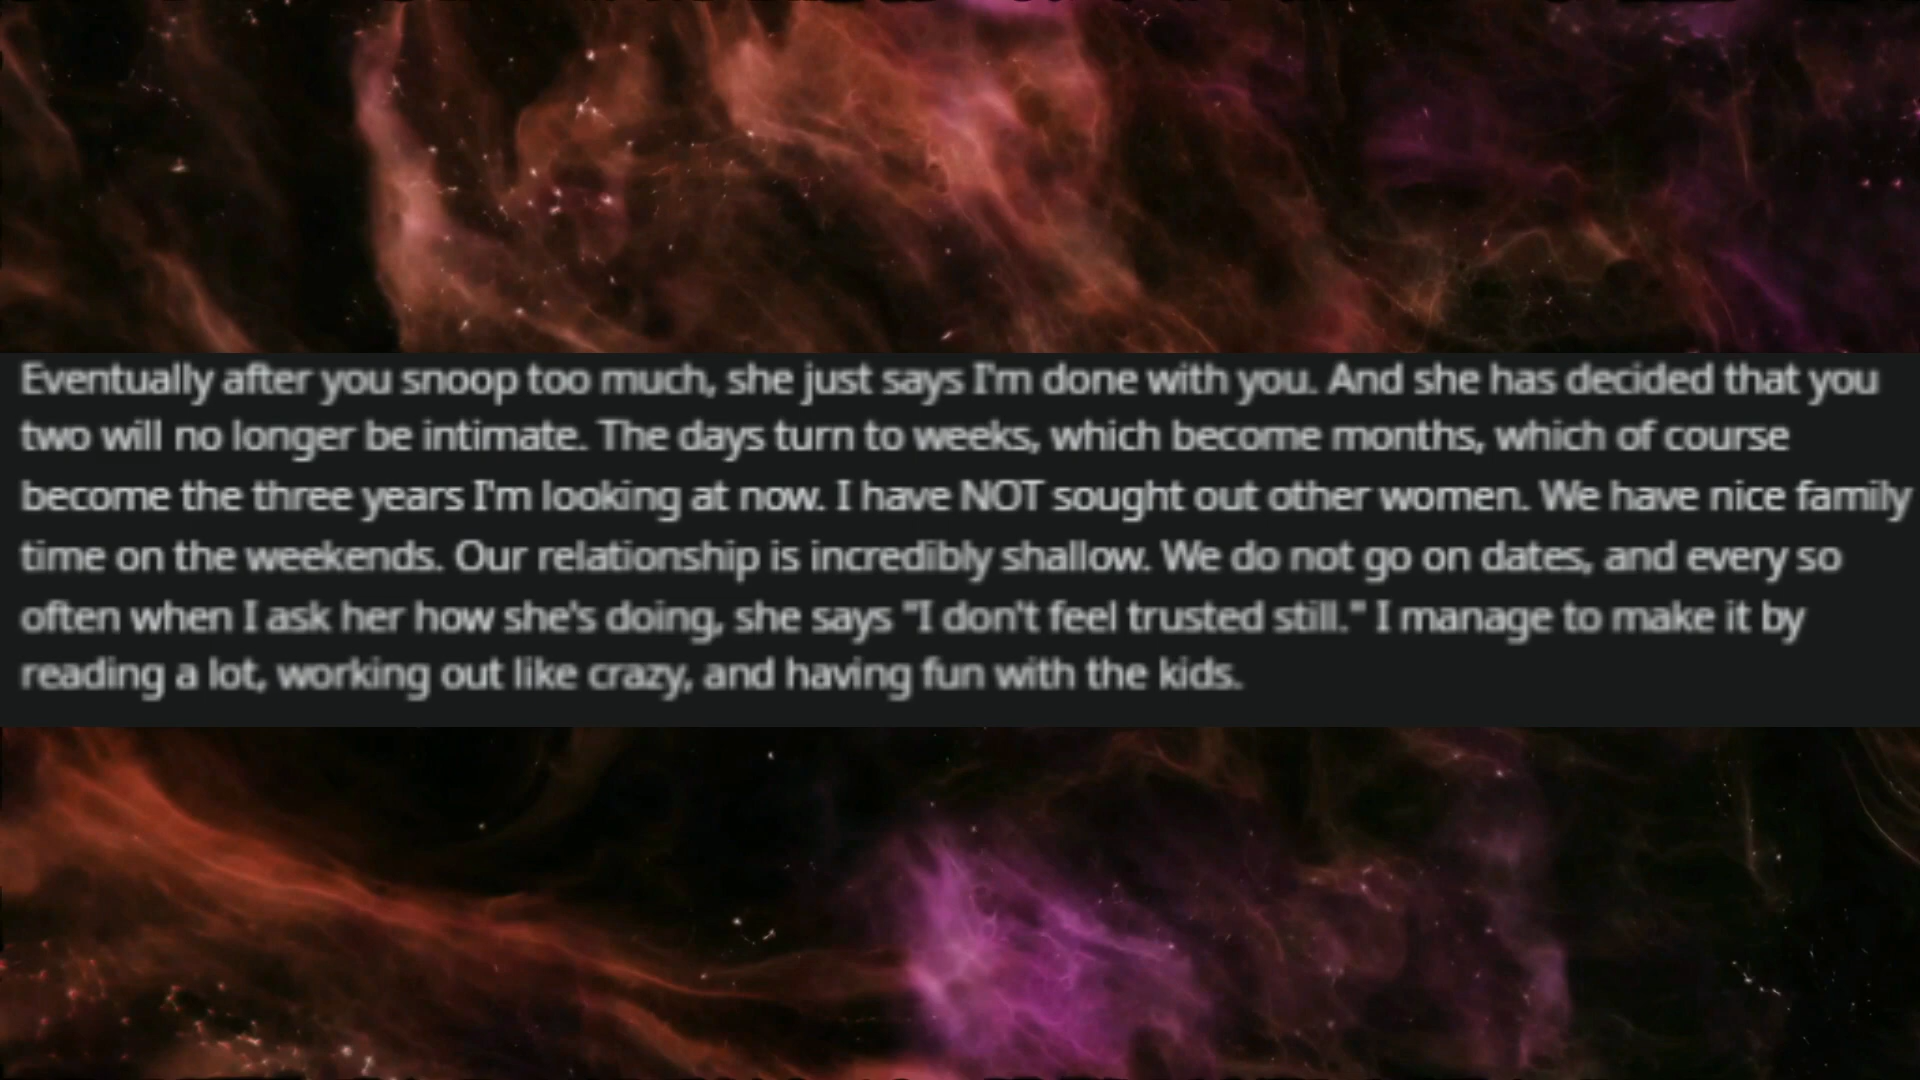 Eventually after you snoop too much, she just says I'm done with you. And she has decided that you
two will no longer be intimate. The days turn to weeks, which become months, which of course
become the three years I'm looking at now. I have NOT sought out other women. We have nice family
time on the weekends. Our relationship is incredibly shallow. We do not go on dates, and every so
often when I ask her how she's doing, she says "I don't feel trusted still." I manage to make it by
reading a lot, working out like crazy, and having fun with the kids.